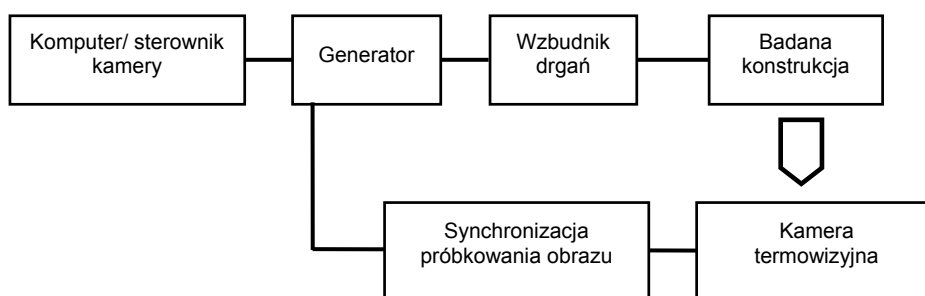 Komputer/ sterownik
kamery
Generator
Wzbudnik
drgań
Badana
konstrukcja
Synchronizacja
próbkowania obrazu
Kamera
termowizyjna